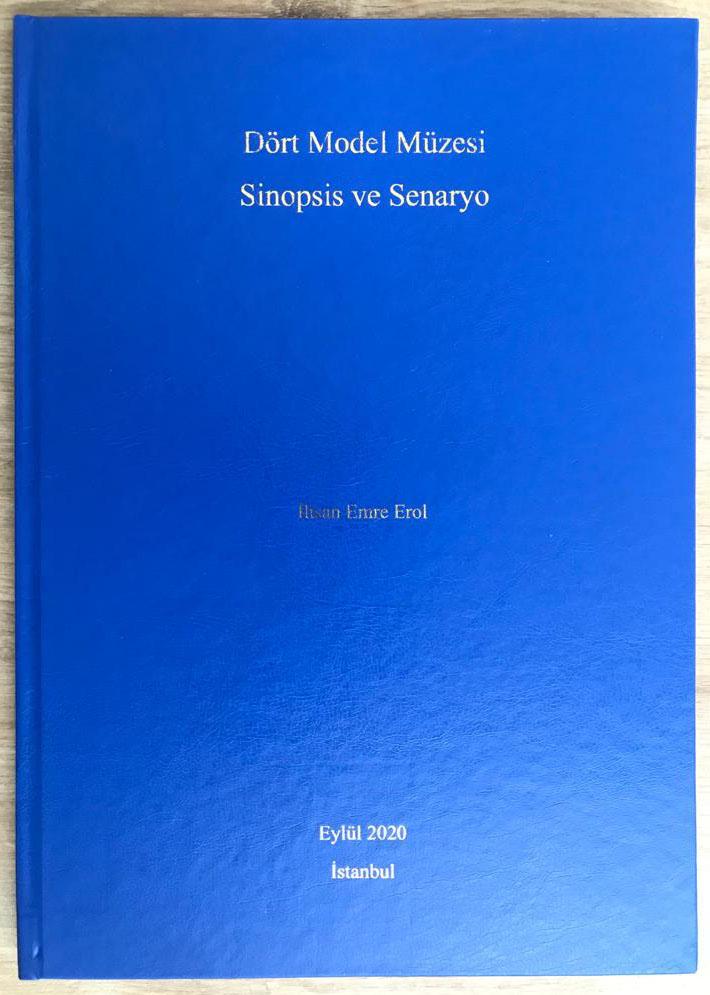 Dört Model Müzesi
Sinopsis ve Senaryo
İhsan Emre Erol
Eylül 2020
İstanbul